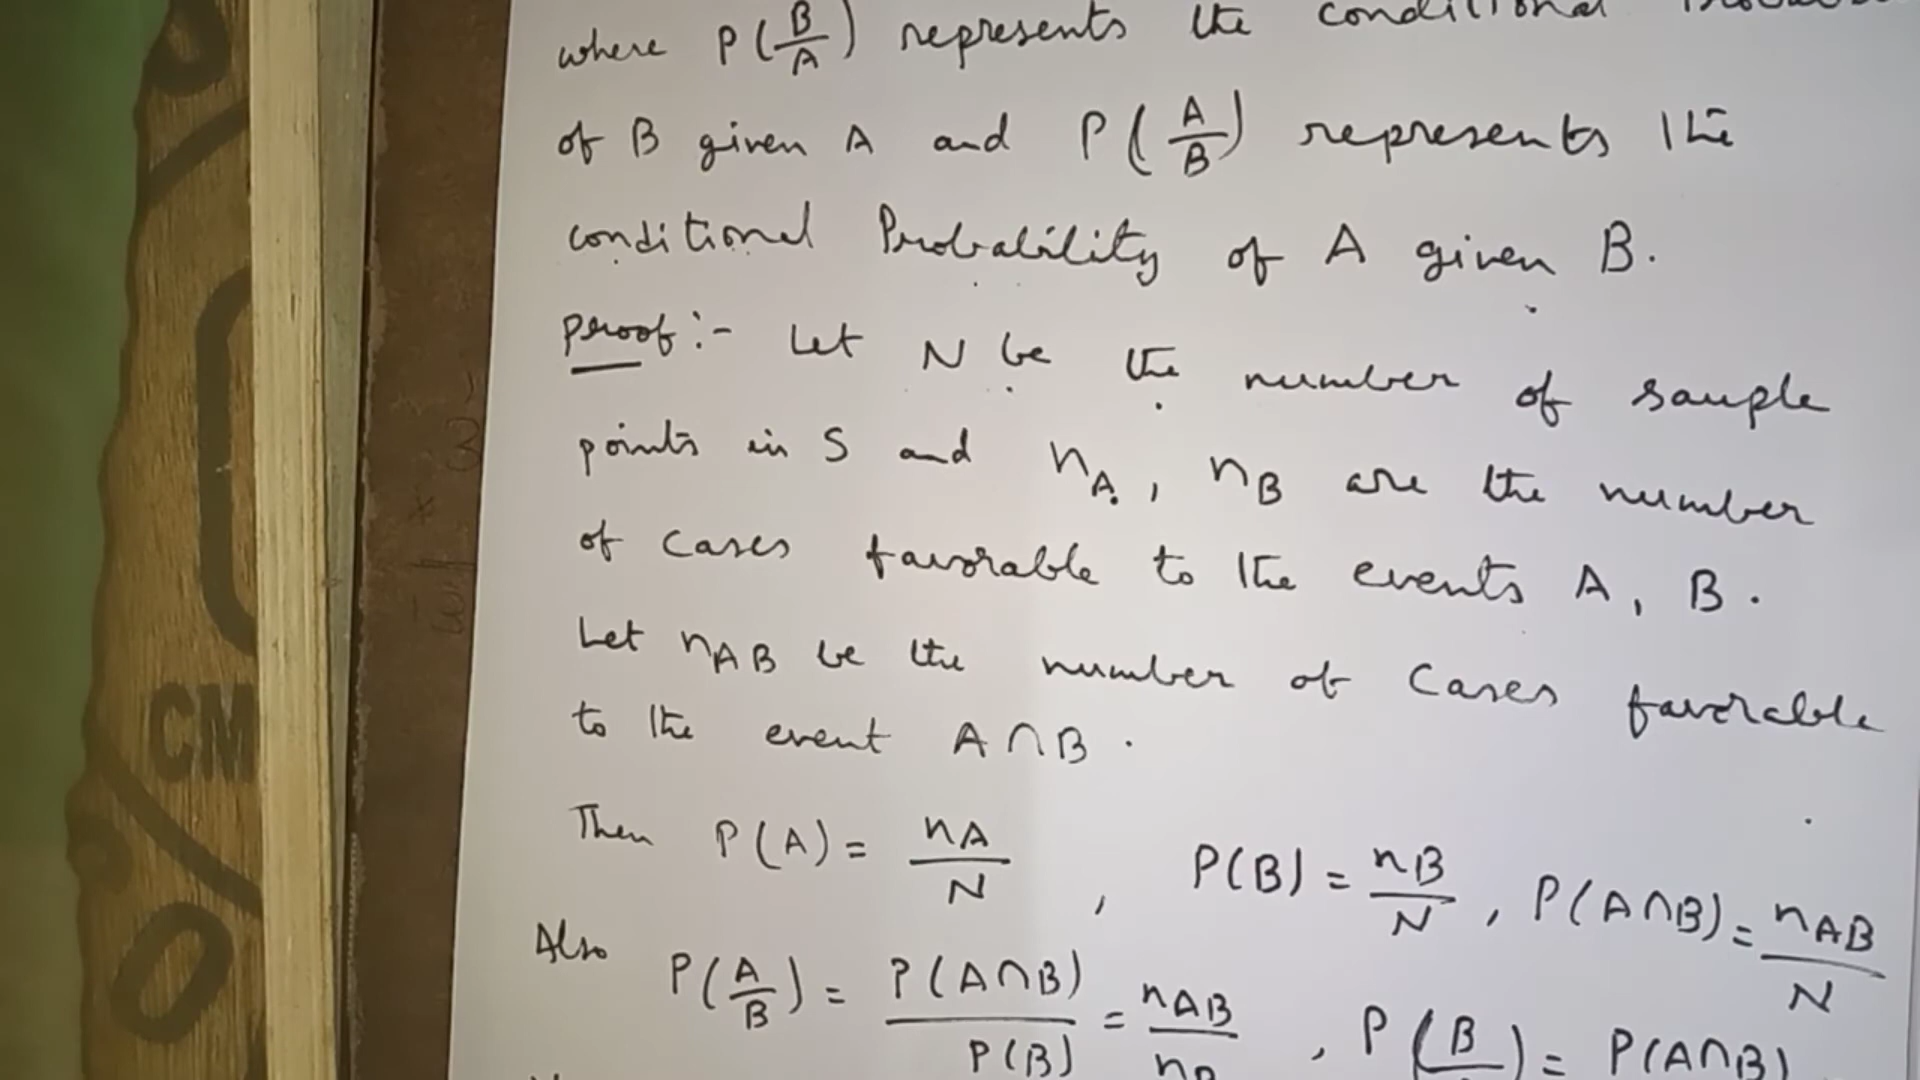 where P(B/A) represents the conditional
of B given A and P(A/B) represents the
conditional Probability of A given B.
proof:- Let N be the number of sample
points in S and nA, nB are the number
of cases favorable to the events A, B.
Let nAB be the number of cases favorable
to the event A∩B.
Then P(A) = nA/N, P(B) = nB/N, P(A∩B) = nAB/N
Also P(A/B) = P(A∩B)/P(B) = nAB/nB, P(B/ ) = P(A∩B)
CM